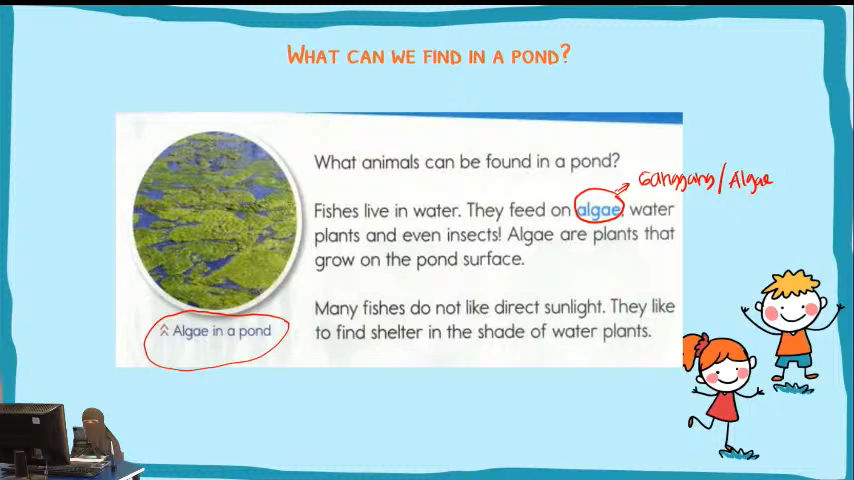 WHAT CAN WE FIND IN A POND?
What animals can be found in a pond?
Ganggang/Algae
Fishes live in water. They feed on algae, water
plants and even insects! Algae are plants that
grow on the pond surface.
Many fishes do not like direct sunlight. They like
to find shelter in the shade of water plants.
Algae in a pond